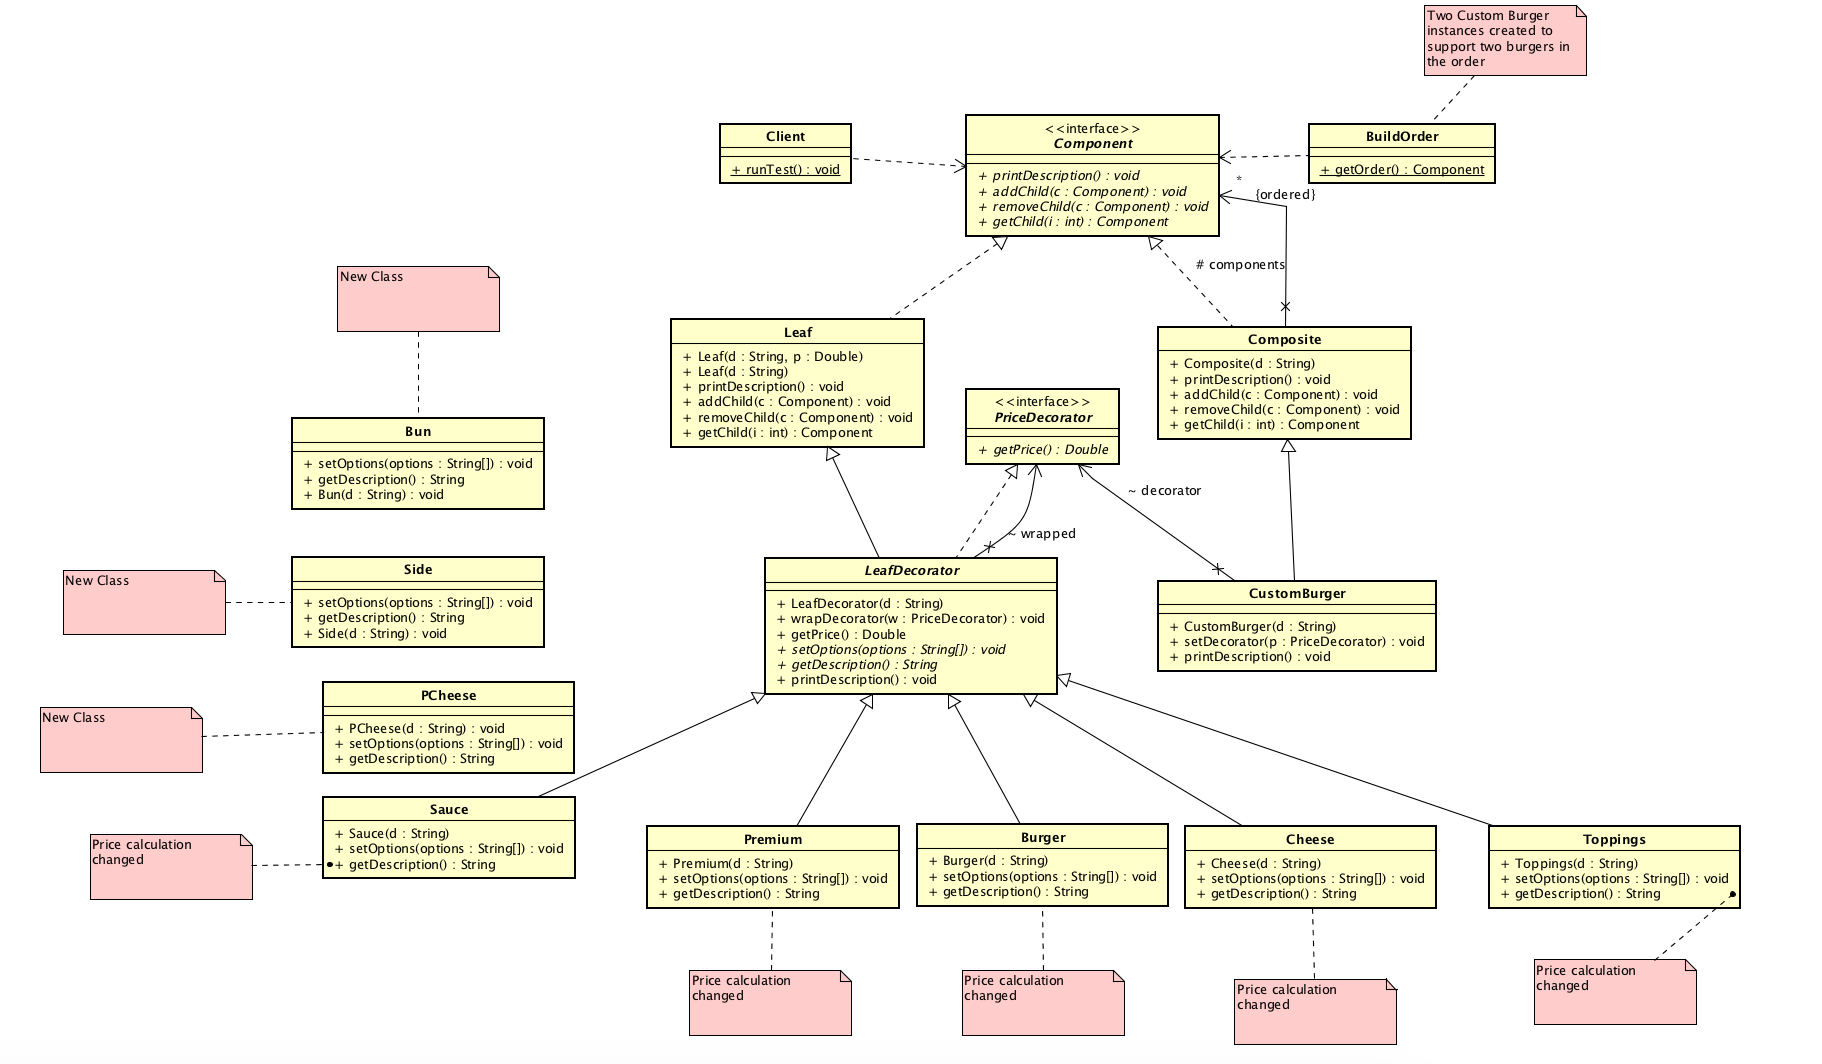 Two Custom Burger
instances created to
support two burgers in
the order
Client
+ runTest() : void
<<interface>>
Component
+ printDescription() : void
+ addChild(c : Component) : void
+ removeChild(c : Component) : void
+ getChild(i : int) : Component
BuildOrder
+ getOrder() : Component
*
{ordered}
# components
New Class
Leaf
+ Leaf(d : String, p : Double)
+ Leaf(d : String)
+ printDescription() : void
+ addChild(c : Component) : void
+ removeChild(c : Component) : void
+ getChild(i : int) : Component
Composite
+ Composite(d : String)
+ printDescription() : void
+ addChild(c : Component) : void
+ removeChild(c : Component) : void
+ getChild(i : int) : Component
<<interface>>
PriceDecorator
+ getPrice() : Double
Bun
+ setOptions(options : String[]) : void
+ getDescription() : String
+ Bun(d : String) : void
~ decorator
~ wrapped
New Class
Side
+ setOptions(options : String[]) : void
+ getDescription() : String
+ Side(d : String) : void
LeafDecorator
+ LeafDecorator(d : String)
+ wrapDecorator(w : PriceDecorator) : void
+ getPrice() : Double
+ setOptions(options : String[]) : void
+ getDescription() : String
+ printDescription() : void
CustomBurger
+ CustomBurger(d : String)
+ setDecorator(p : PriceDecorator) : void
+ printDescription() : void
New Class
PCheese
+ PCheese(d : String) : void
+ setOptions(options : String[]) : void
+ getDescription() : String
Price calculation
changed
Sauce
+ Sauce(d : String)
+ setOptions(options : String[]) : void
+ getDescription() : String
Premium
+ Premium(d : String)
+ setOptions(options : String[]) : void
+ getDescription() : String
Burger
+ Burger(d : String)
+ setOptions(options : String[]) : void
+ getDescription() : String
Cheese
+ Cheese(d : String)
+ setOptions(options : String[]) : void
+ getDescription() : String
Toppings
+ Toppings(d : String)
+ setOptions(options : String[]) : void
+ getDescription() : String
Price calculation
changed
Price calculation
changed
Price calculation
changed
Price calculation
changed